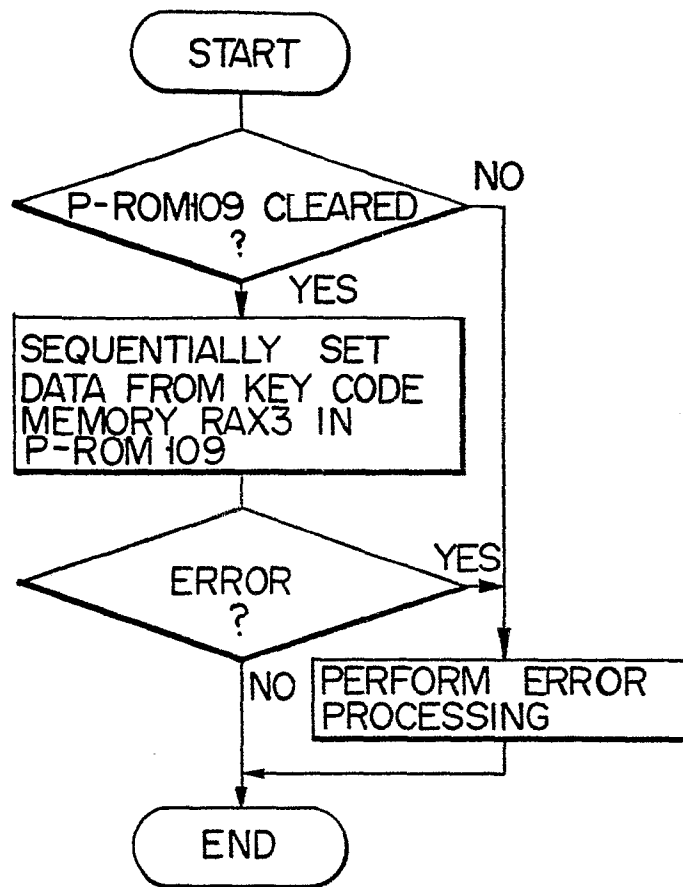 START
P-ROM109 CLEARED
?
NO
YES
SEQUENTIALLY SET
DATA FROM KEY CODE
MEMORY RAX3 IN
P-ROM 109
ERROR
?
YES
NO
PERFORM ERROR
PROCESSING
END